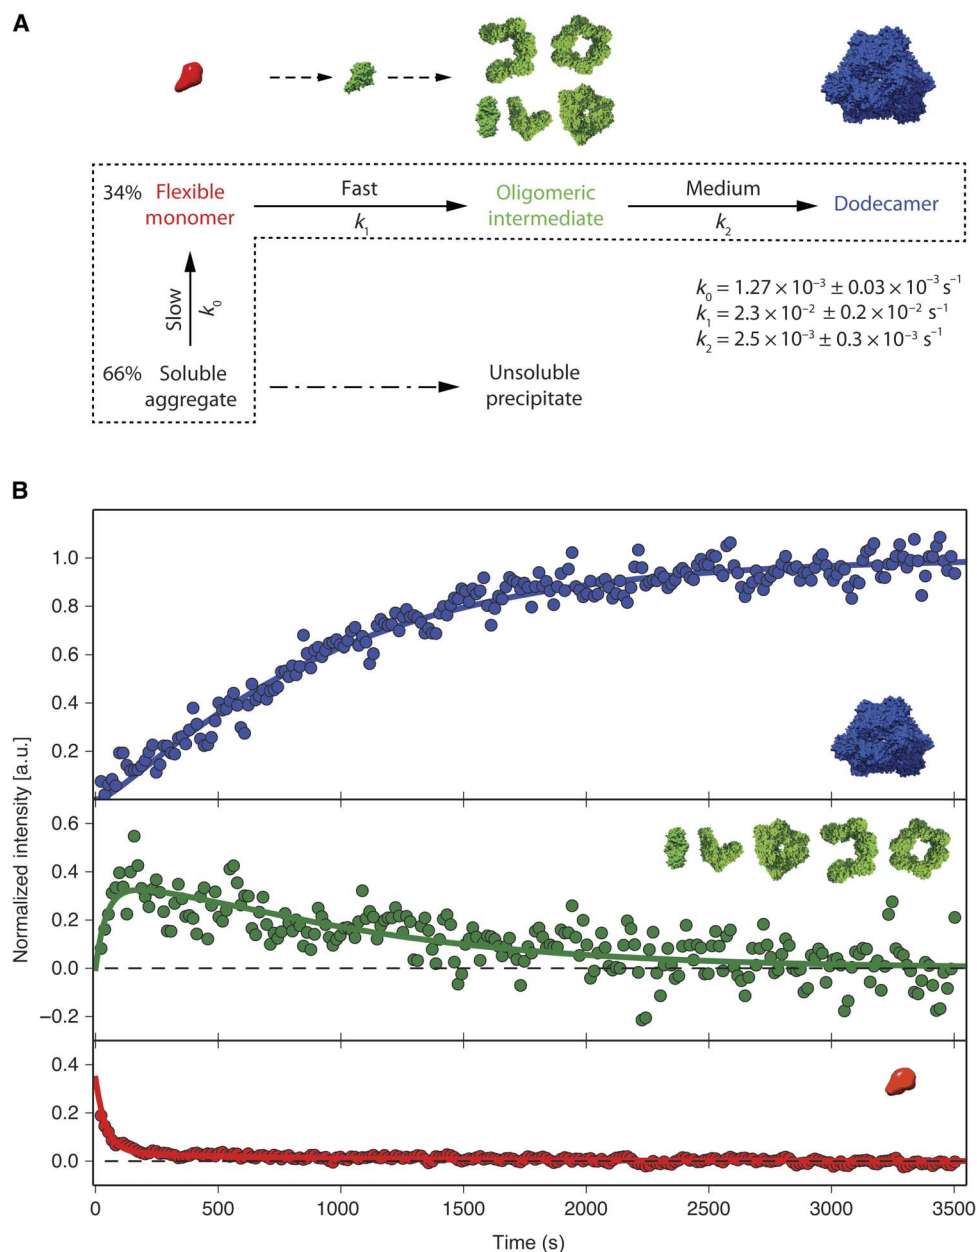 A
34% Flexible monomer
Fast
k₁
Oligomeric intermediate
Medium
k₂
Dodecamer
Slow
k₀
k₀ = 1.27 × 10⁻³ ± 0.03 × 10⁻³ s⁻¹
k₁ = 2.3 × 10⁻² ± 0.2 × 10⁻² s⁻¹
k₂ = 2.5 × 10⁻³ ± 0.3 × 10⁻³ s⁻¹
66% Soluble aggregate
Unsoluble precipitate
B
Normalized intensity [a.u.]
1.0
0.8
0.6
0.4
0.2
0.6
0.4
0.2
0.0
−0.2
0.4
0.2
0.0
0 500 1000 1500 2000 2500 3000 3500
Time (s)